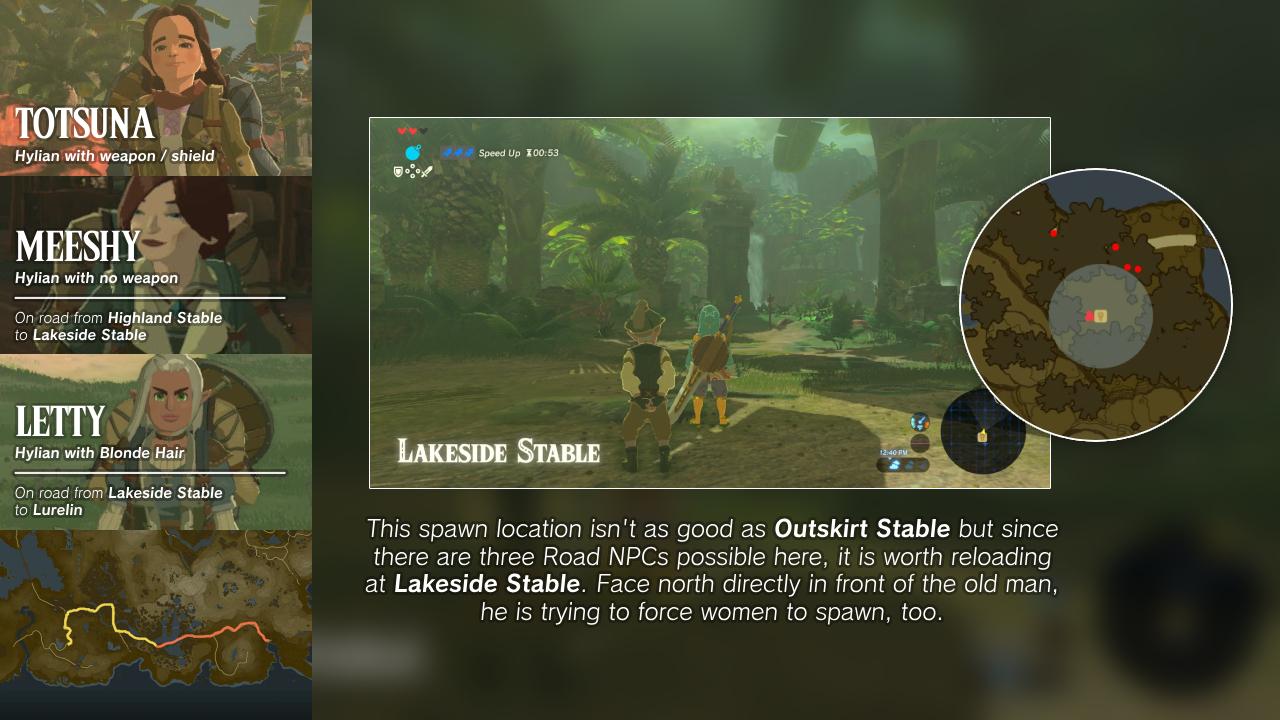 TOTSUNA
Hylian with weapon / shield
MEESHY
Hylian with no weapon
On road from Highland Stable
to Lakeside Stable
LETTY
Hylian with Blonde Hair
On road from Lakeside Stable
to Lurelin
Speed Up 00:53
LAKESIDE STABLE
12:40 PM
This spawn location isn't as good as Outskirt Stable but since
there are three Road NPCs possible here, it is worth reloading
at Lakeside Stable. Face north directly in front of the old man,
he is trying to force women to spawn, too.